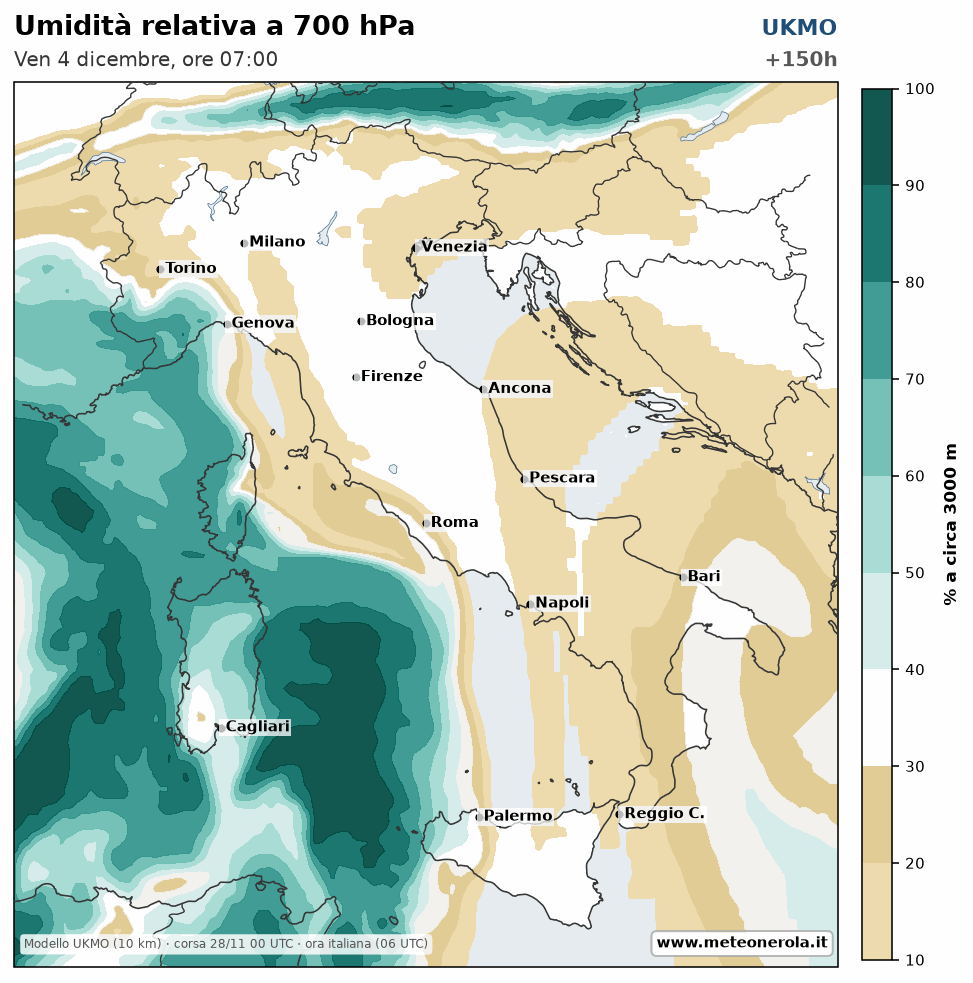 Umidità relativa a 700 hPa
UKMO
Ven 4 dicembre, ore 07:00
+150h
Milano
Venezia
Torino
Genova
Bologna
Firenze
Ancona
Pescara
Roma
Bari
Napoli
Cagliari
Palermo
Reggio C.
Modello UKMO (10 km) · corsa 28/11 00 UTC · ora italiana (06 UTC)
www.meteonerola.it
100
90
80
70
60
50
40
30
20
10
% a circa 3000 m